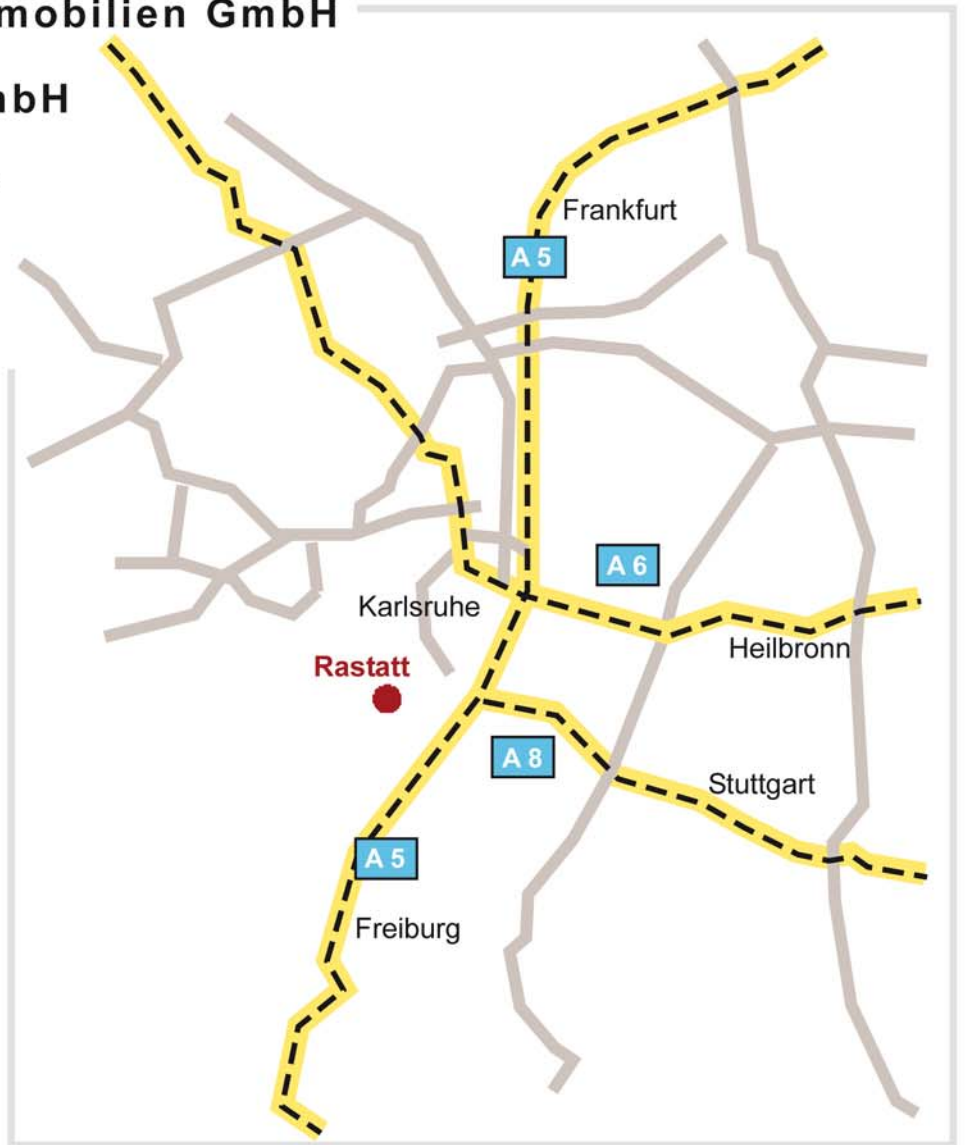 mobilien GmbH
bH
Frankfurt
A 5
A 6
Karlsruhe
Heilbronn
Rastatt
A 8
Stuttgart
A 5
Freiburg